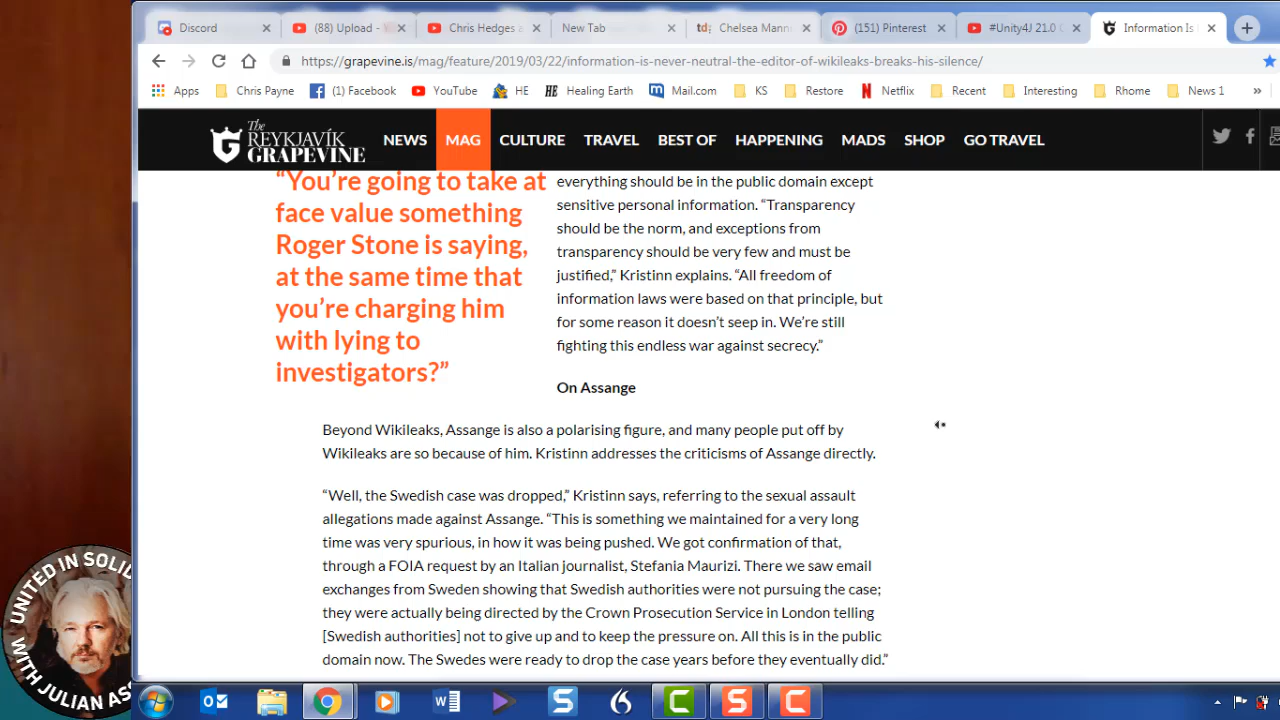 Discord
(88) Upload - Y
Chris Hedges a
New Tab
td:
Chelsea Mann
(151) Pinterest
#Unity4J 21.0
Information Is
https://grapevine.is/mag/feature/2019/03/22/information-is-never-neutral-the-editor-of-wikileaks-breaks-his-silence/
Apps
Chris Payne
(1) Facebook
YouTube
HE
HE Healing Earth
Mail.com
KS
Restore
Netflix
Recent
Interesting
Rhome
News 1
»
The
REYKJAVÍK
GRAPEVINE
NEWS
MAG
CULTURE
TRAVEL
BEST OF
HAPPENING
MADS
SHOP
GO TRAVEL
“You’re going to take at
face value something
Roger Stone is saying,
at the same time that
you’re charging him
with lying to
investigators?”
everything should be in the public domain except
sensitive personal information. “Transparency
should be the norm, and exceptions from
transparency should be very few and must be
justified,” Kristinn explains. “All freedom of
information laws were based on that principle, but
for some reason it doesn’t seep in. We’re still
fighting this endless war against secrecy.”
On Assange
Beyond Wikileaks, Assange is also a polarising figure, and many people put off by
Wikileaks are so because of him. Kristinn addresses the criticisms of Assange directly.
“Well, the Swedish case was dropped,” Kristinn says, referring to the sexual assault
allegations made against Assange. “This is something we maintained for a very long
time was very spurious, in how it was being pushed. We got confirmation of that,
through a FOIA request by an Italian journalist, Stefania Maurizi. There we saw email
exchanges from Sweden showing that Swedish authorities were not pursuing the case;
they were actually being directed by the Crown Prosecution Service in London telling
[Swedish authorities] not to give up and to keep the pressure on. All this is in the public
domain now. The Swedes were ready to drop the case years before they eventually did.”
UNITED IN SOLID
WITH JULIAN ASS